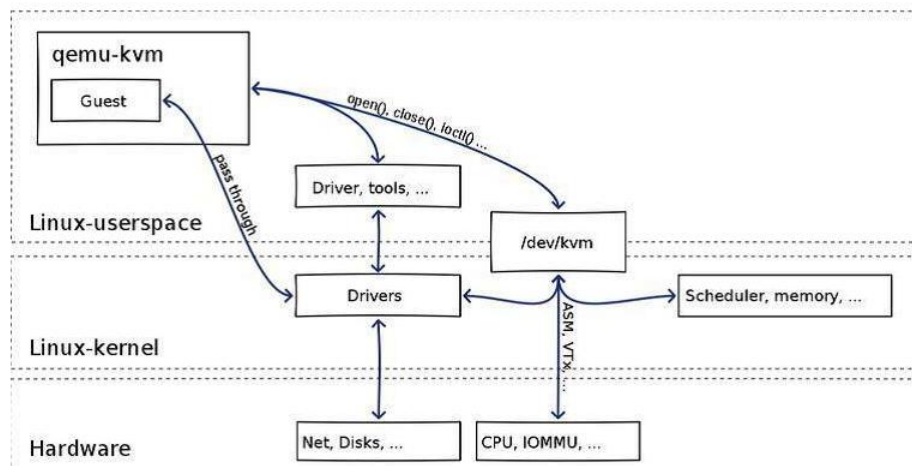 qemu-kvm
Guest
open(), close(), ioctl() ...
pass through
Driver, tools, ...
Linux-userspace
/dev/kvm
Drivers
Scheduler, memory, ...
ASM, VTx, ...
Linux-kernel
Net, Disks, ...
CPU, IOMMU, ...
Hardware